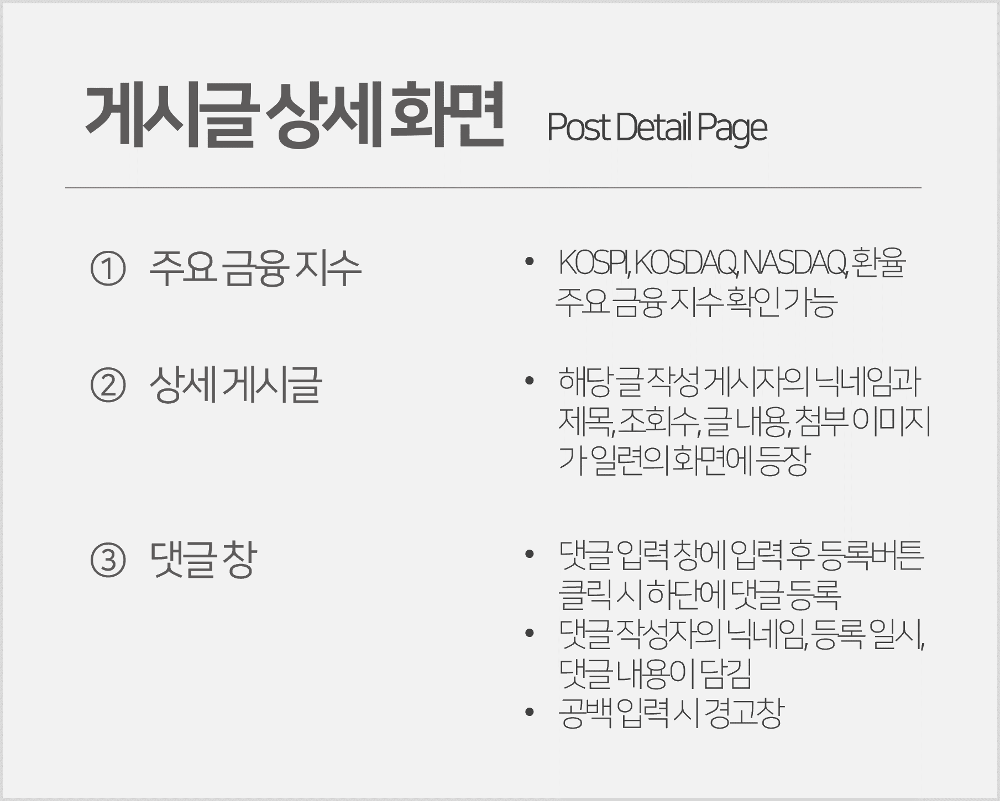 게시글 상세 화면 Post Detail Page
① 주요 금융 지수
• KOSPI, KOSDAQ, NASDAQ, 환율
주요 금융 지수 확인 가능
② 상세 게시글
• 해당 글 작성 게시자의 닉네임과
제목, 조회수, 글 내용, 첨부 이미지
가 일련의 화면에 등장
③ 댓글 창
• 댓글 입력 창에 입력 후 등록버튼
클릭 시 하단에 댓글 등록
• 댓글 작성자의 닉네임, 등록 일시,
댓글 내용이 담김
• 공백 입력 시 경고창